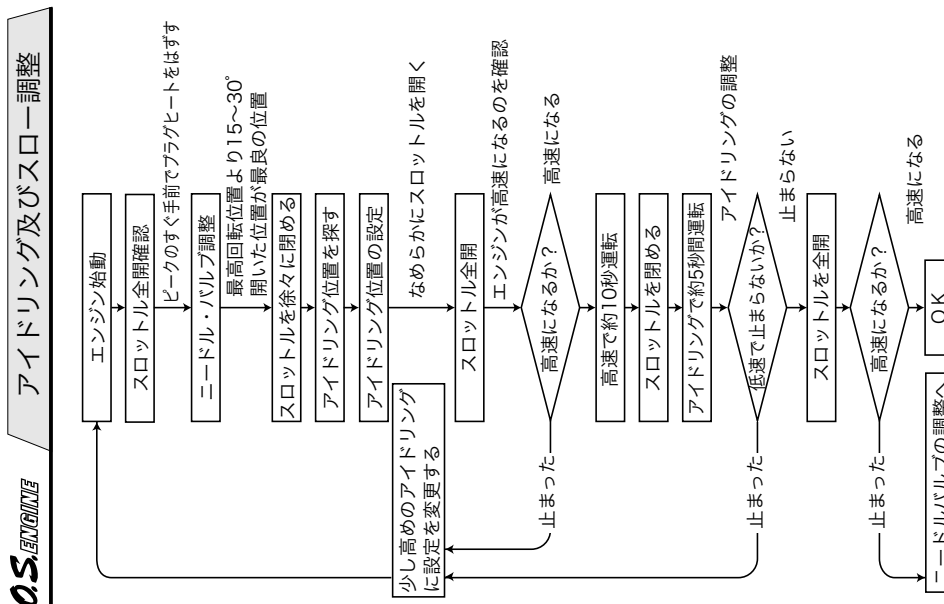 O.S. ENGINE
アイドリング及びスロー調整
エンジン始動
スロットル全開確認
ピークのすぐ手前でプラグヒートをはずす
ニードル・バルブ調整
最高回転位置より15〜30°
開いた位置が最良の位置
スロットルを徐々に閉める
アイドリング位置を探す
アイドリング位置の設定
なめらかにスロットルを開く
少し高めのアイドリング
に設定を変更する
スロットル全開
エンジンが高速になるのを確認
高速になるか？
高速になる
止まった
高速で約10秒運転
スロットルを閉める
アイドリングで約5秒間運転
アイドリングの調整
低速で止まらないか？
止まらない
止まった
スロットルを全開
高速になるか？
高速になる
止まった
OK
ニードルバルブの調整へ